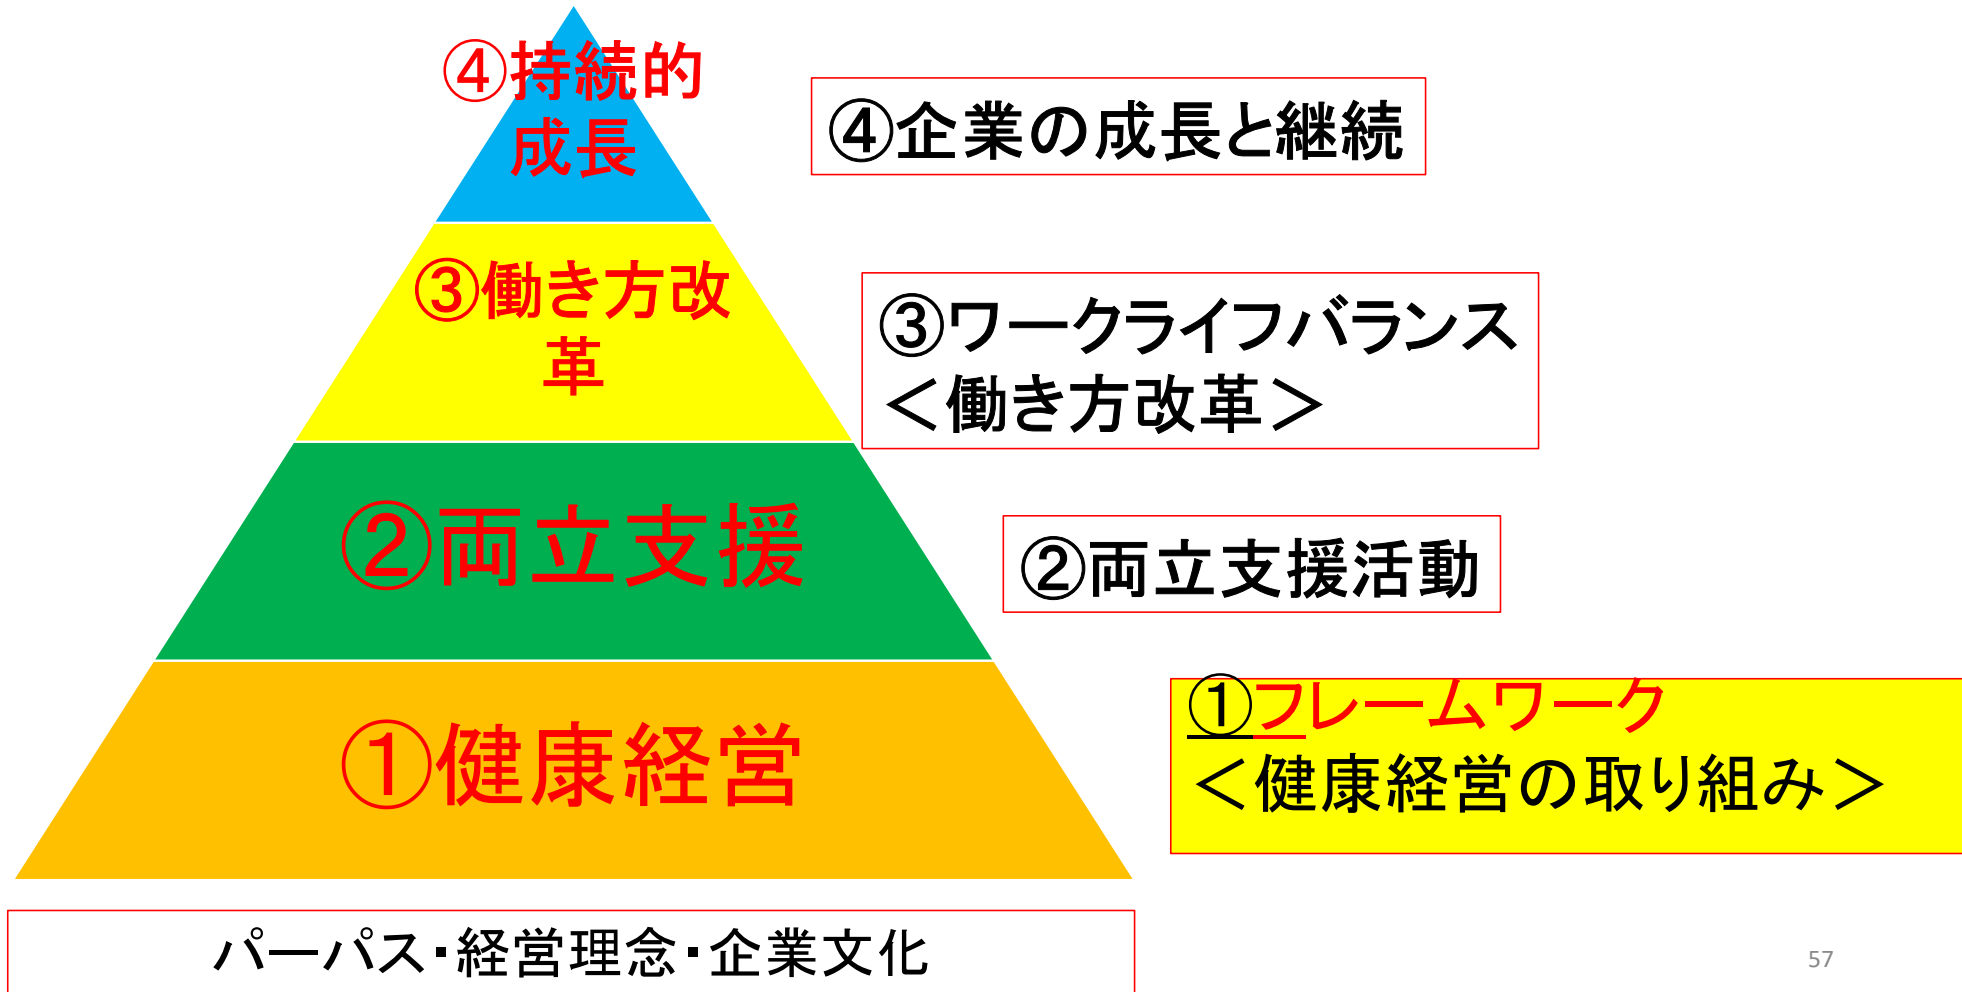 ④持続的
成長
④企業の成長と継続
③働き方改
革
③ワークライフバランス
＜働き方改革＞
②両立支援
②両立支援活動
①健康経営
①フレームワーク
＜健康経営の取り組み＞
パーパス・経営理念・企業文化
57